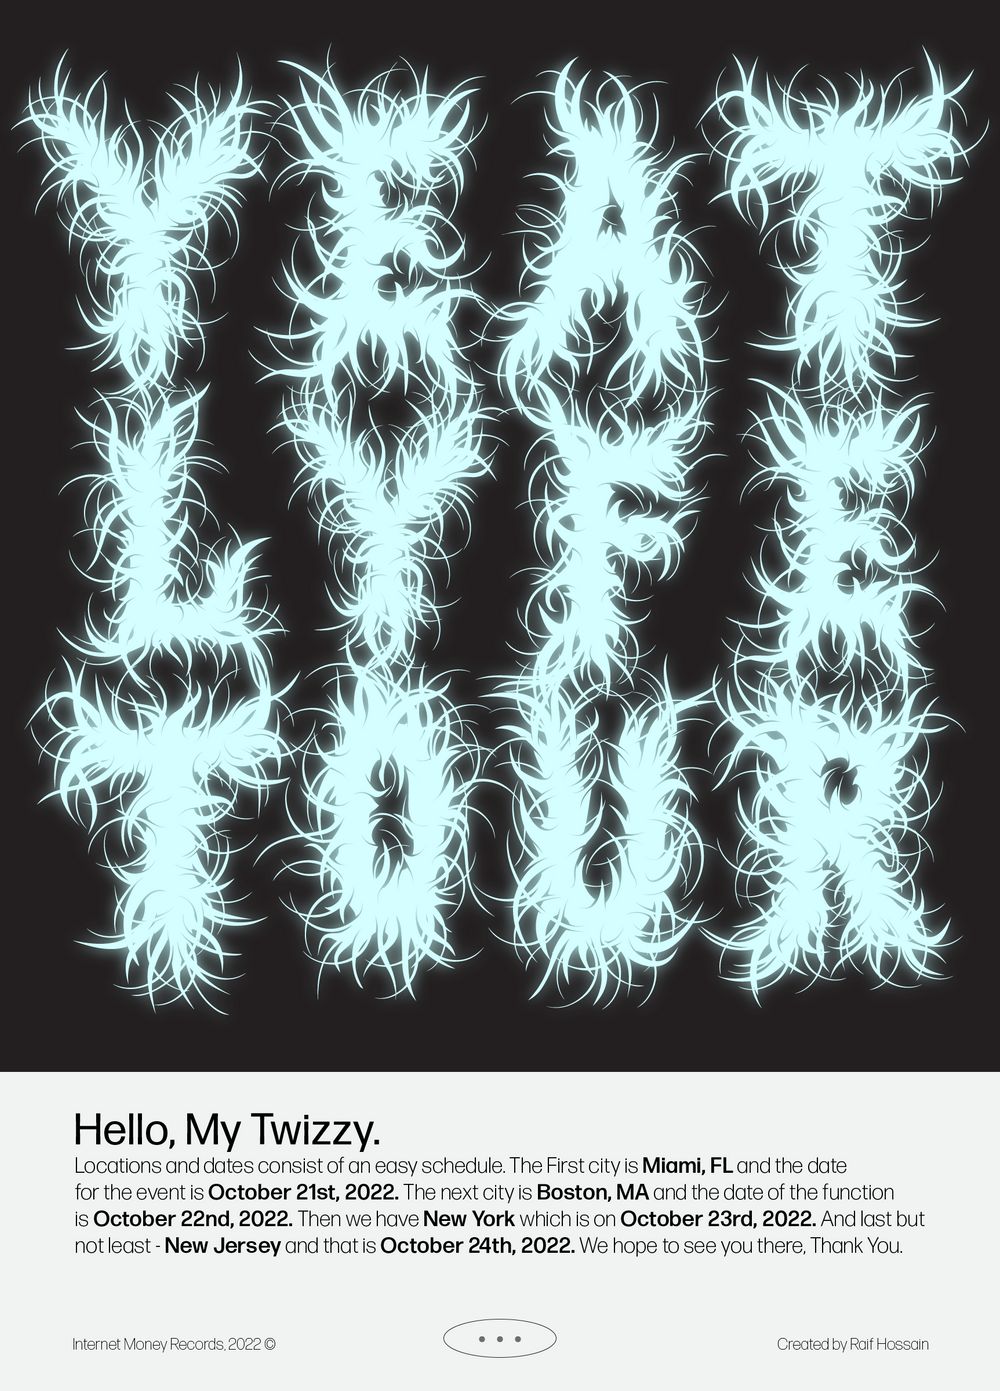 YEAT
LYFE
TOUR
Hello, My Twizzy.
Locations and dates consist of an easy schedule. The First city is Miami, FL and the date
for the event is October 21st, 2022. The next city is Boston, MA and the date of the function
is October 22nd, 2022. Then we have New York which is on October 23rd, 2022. And last but
not least - New Jersey and that is October 24th, 2022. We hope to see you there, Thank You.
Internet Money Records, 2022 ©
Created by Raif Hossain